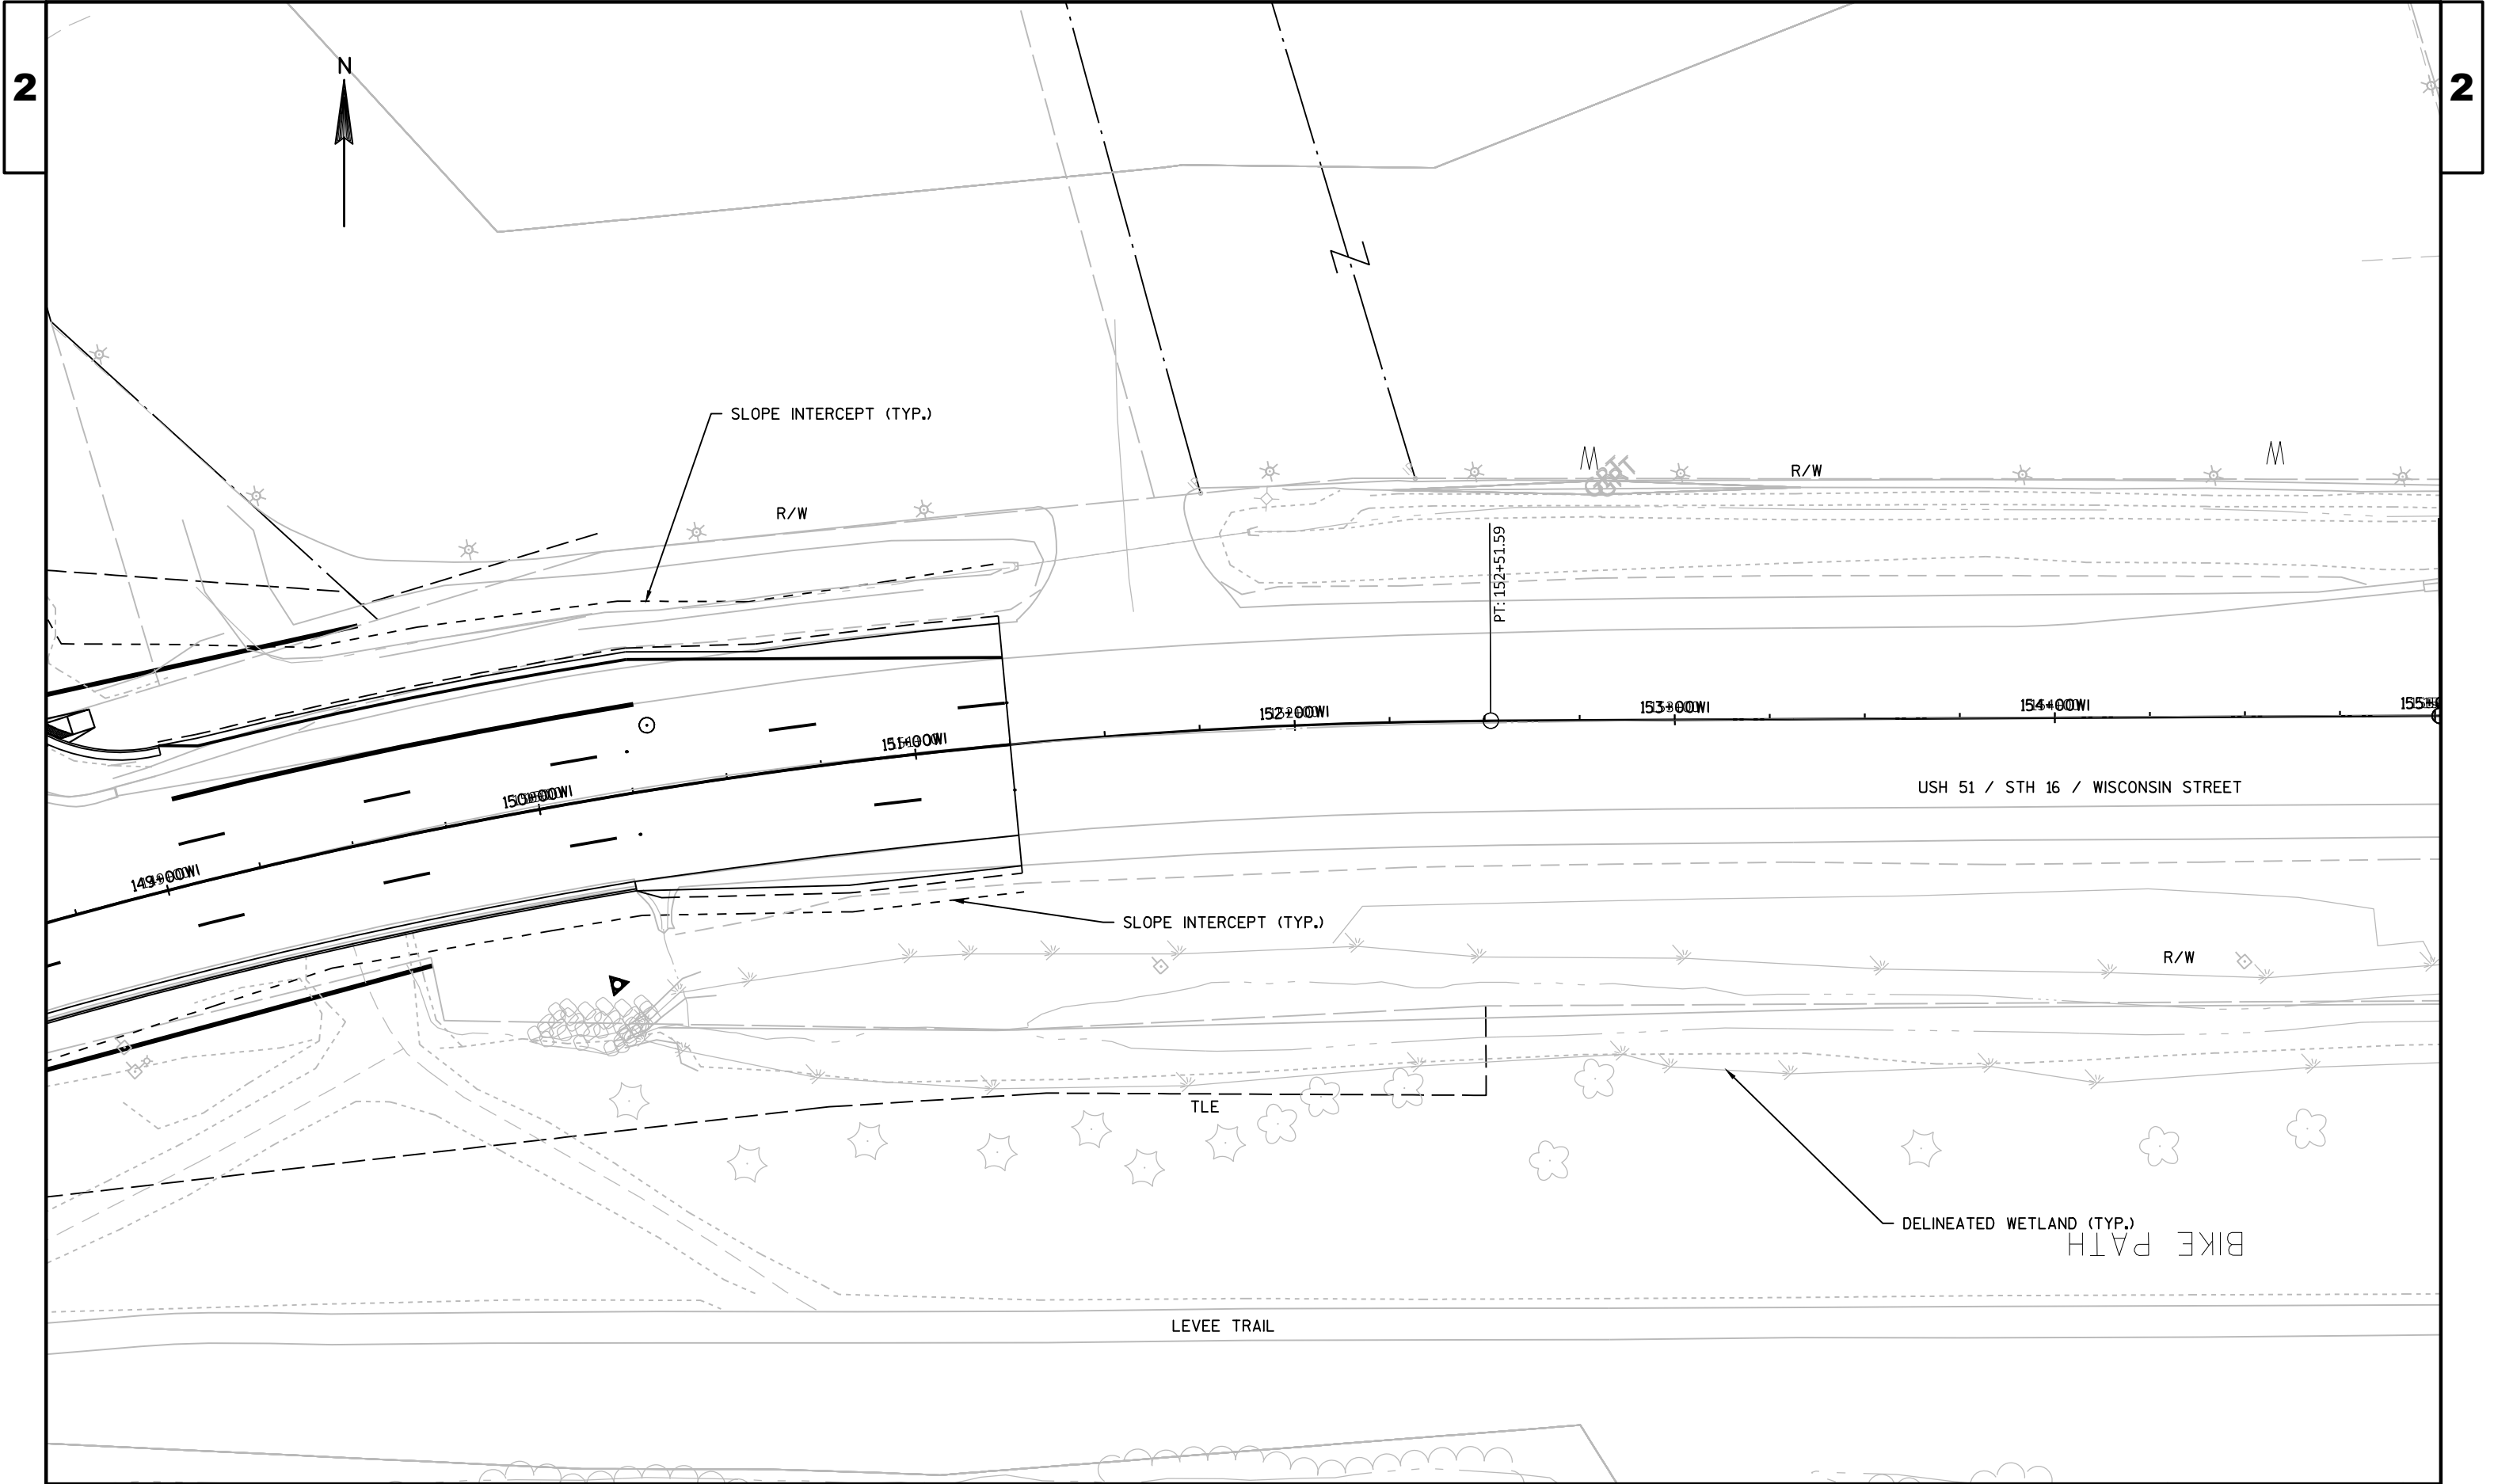 2
2
N
SLOPE INTERCEPT (TYP.)
R/W
R/W
PT: 152+51.59
149+00WI
150+00WI
151+00WI
152+00WI
153+00WI
154+00WI
USH 51 / STH 16 / WISCONSIN STREET
SLOPE INTERCEPT (TYP.)
R/W
TLE
DELINEATED WETLAND (TYP.)
BIKE PATH
LEVEE TRAIL